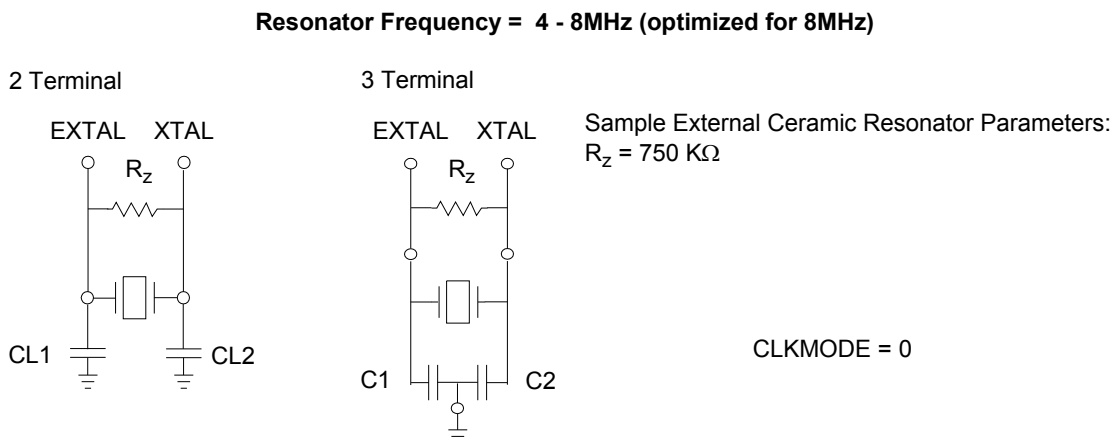 Resonator Frequency = 4 - 8MHz (optimized for 8MHz)
2 Terminal
3 Terminal
EXTAL XTAL
Rz
CL1
CL2
EXTAL XTAL
Rz
C1
C2
Sample External Ceramic Resonator Parameters:
Rz = 750 KΩ
CLKMODE = 0